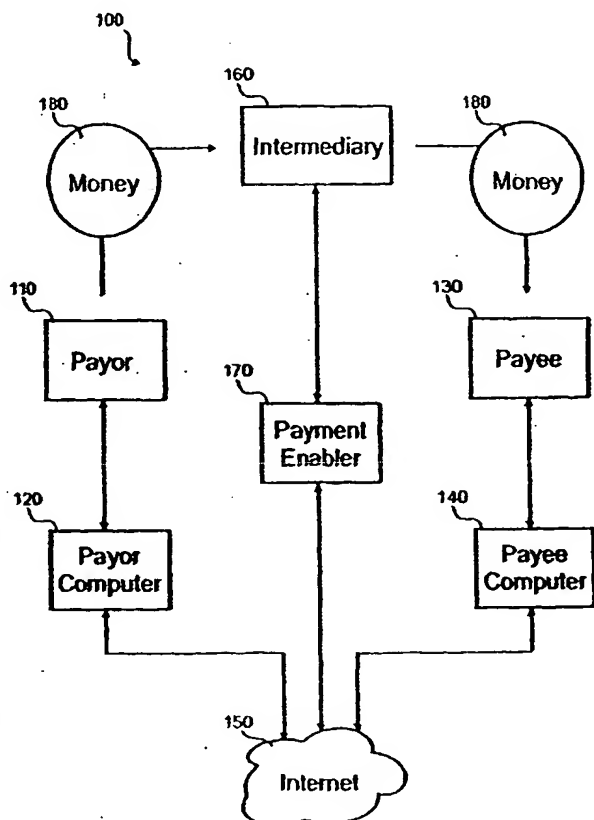 100
180
Money
160
Intermediary
180
Money
110
Payor
130
Payee
170
Payment
Enabler
120
Payor
Computer
140
Payee
Computer
150
Internet